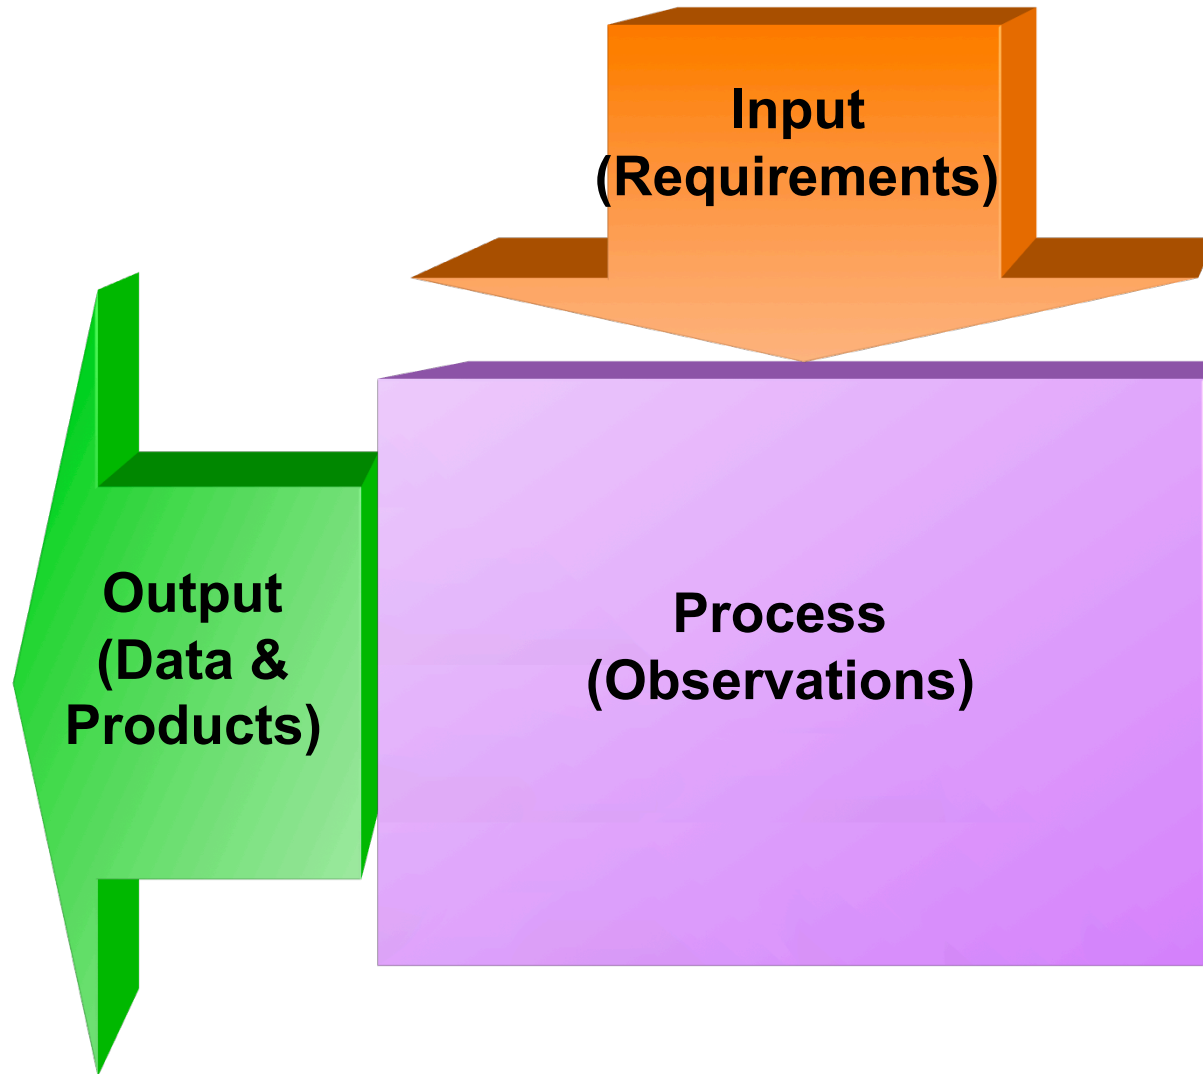 Input
(Requirements)
Output
(Data &
Products)
Process
(Observations)